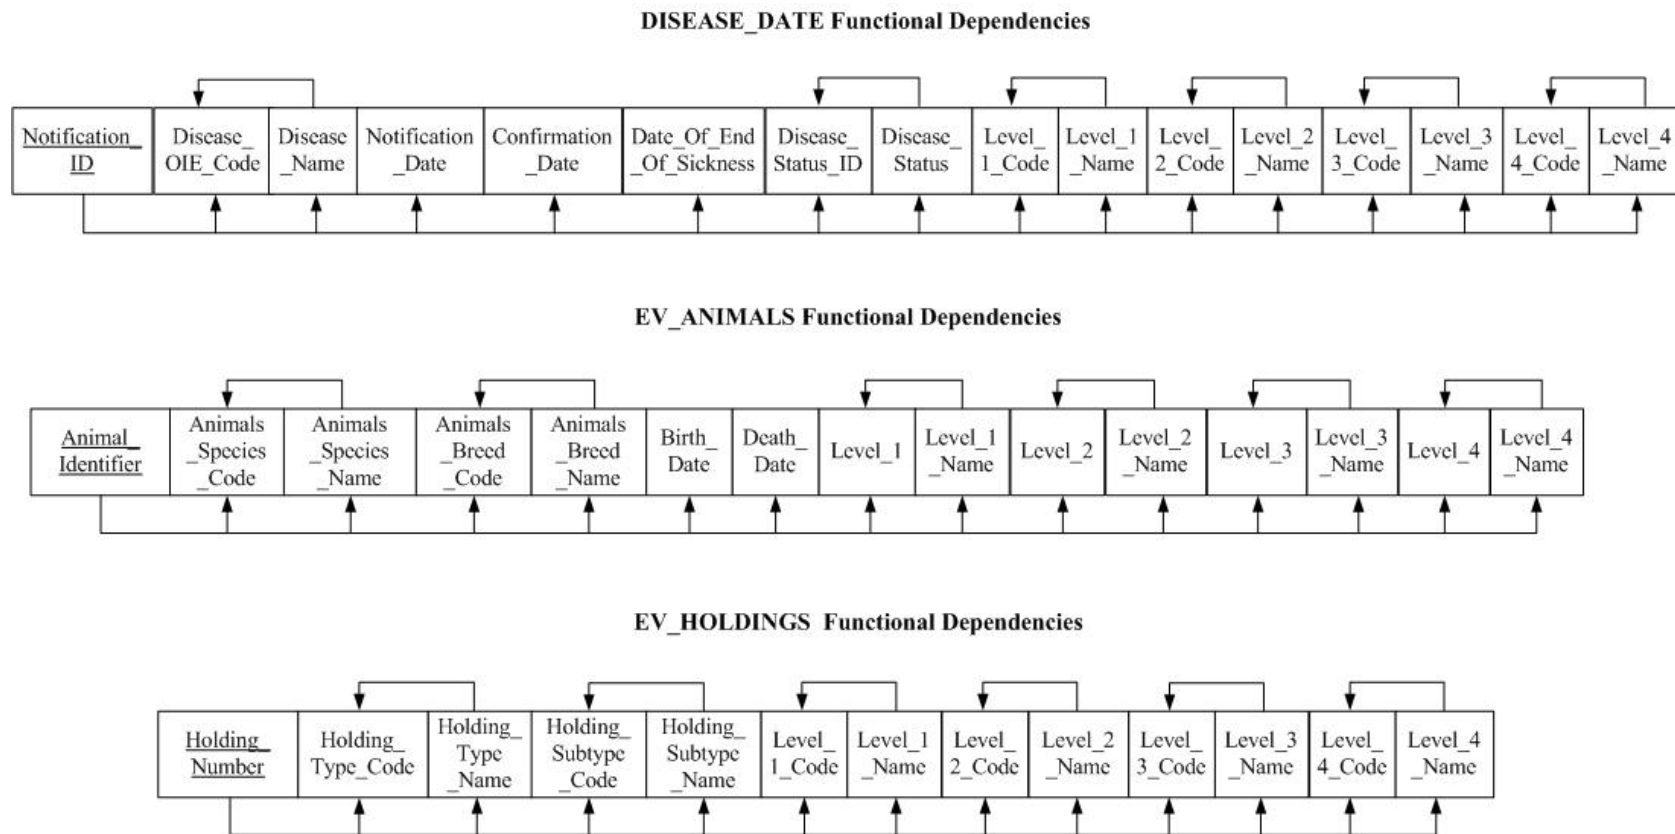 DISEASE_DATE Functional Dependencies
Notification_
ID
Disease_
OIE_Code
Disease
_Name
Notification
_Date
Confirmation
_Date
Date_Of_End
_Of_Sickness
Disease_
Status_ID
Disease_
Status
Level_
1_Code
Level_1
_Name
Level_
2_Code
Level_2
_Name
Level_
3_Code
Level_3
_Name
Level_
4_Code
Level_4
_Name
EV_ANIMALS Functional Dependencies
Animal_
Identifier
Animals
_Species
_Code
Animals
_Species
_Name
Animals
_Breed
_Code
Animals
_Breed
_Name
Birth_
Date
Death_
Date
Level_1
Level_1
_Name
Level_2
Level_2
_Name
Level_3
Level_3
_Name
Level_4
Level_4
_Name
EV_HOLDINGS Functional Dependencies
Holding_
Number
Holding_
Type_Code
Holding_
Type
_Name
Holding_
Subtype
_Code
Holding_
Subtype
_Name
Level_
1_Code
Level_1
_Name
Level_
2_Code
Level_2
_Name
Level_
3_Code
Level_3
_Name
Level_
4_Code
Level_4
_Name